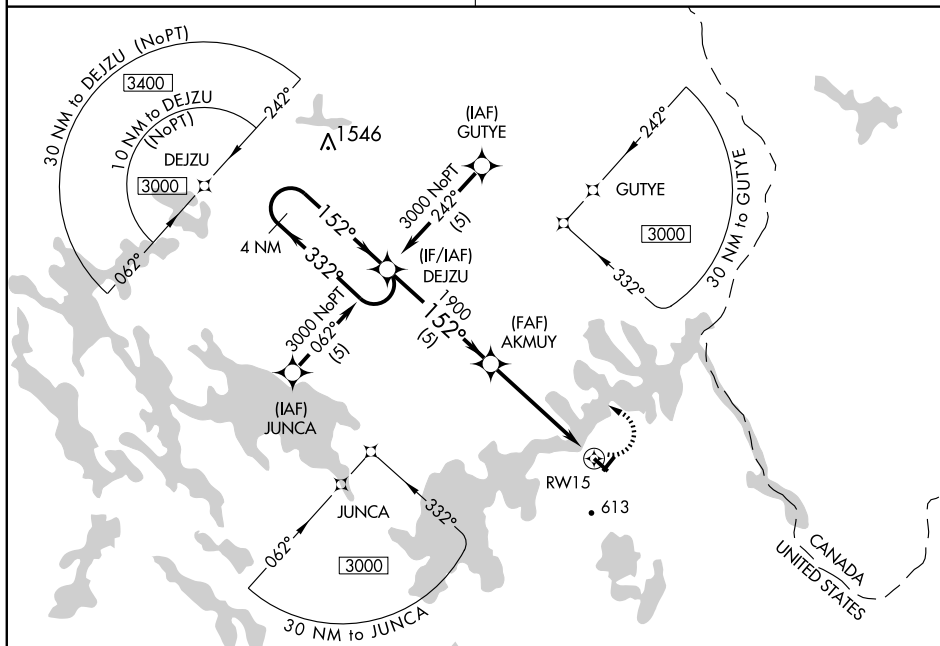 30 NM to DEJZU (NoPT)
3400
10 NM to DEJZU
(NoPT)
DEJZU
3000
242°
062°
1546
(IAF)
GUTYE
3000 NoPT
242°
(5)
242°
GUTYE
3000
332°
30 NM to GUTYE
4 NM
152°
332°
(IF/IAF)
DEJZU
1900
152°
(5)
3000 NoPT
062°
(5)
(FAF)
AKMUY
(IAF)
JUNCA
RW15
613
JUNCA
062°
332°
3000
30 NM to JUNCA
CANADA
UNITED STATES